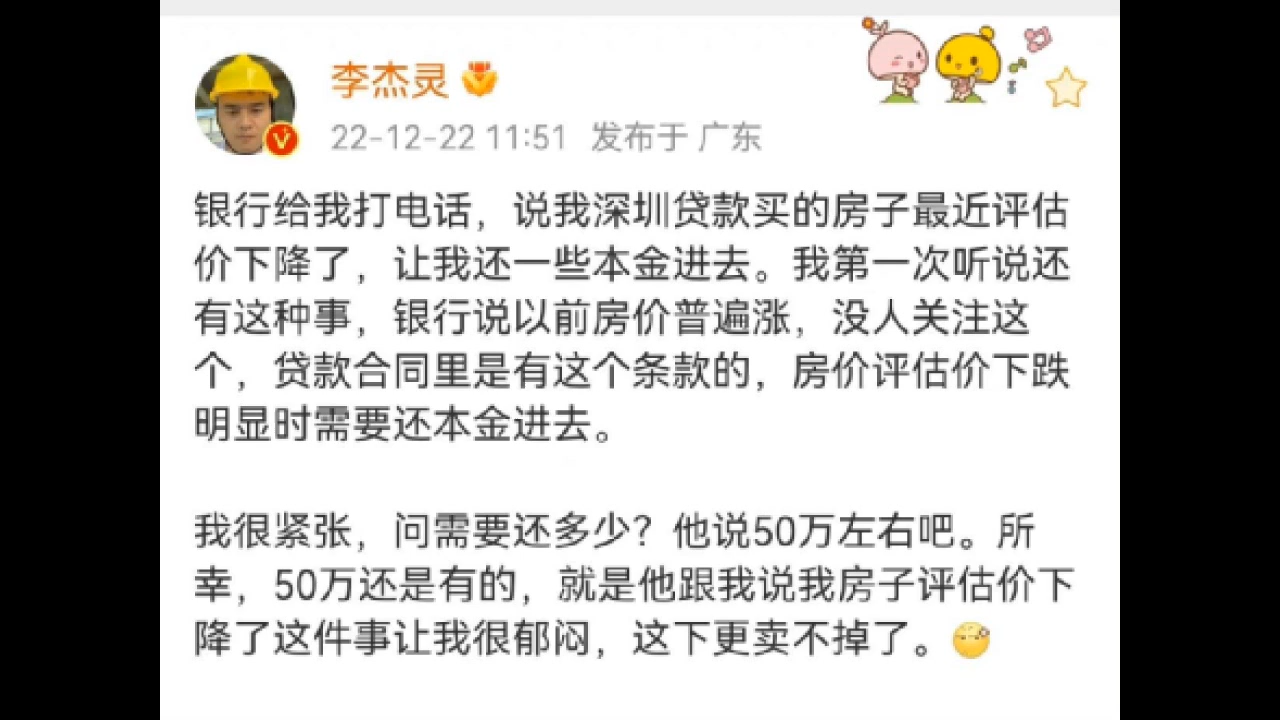 李杰灵
22-12-22 11:51 发布于 广东
银行给我打电话，说我深圳贷款买的房子最近评估
价下降了，让我还一些本金进去。我第一次听说还
有这种事，银行说以前房价普遍涨，没人关注这
个，贷款合同里是有这个条款的，房价评估价下跌
明显时需要还本金进去。
我很紧张，问需要还多少？他说50万左右吧。所
幸，50万还是有的，就是他跟我说我房子评估价下
降了这件事让我很郁闷，这下更卖不掉了。